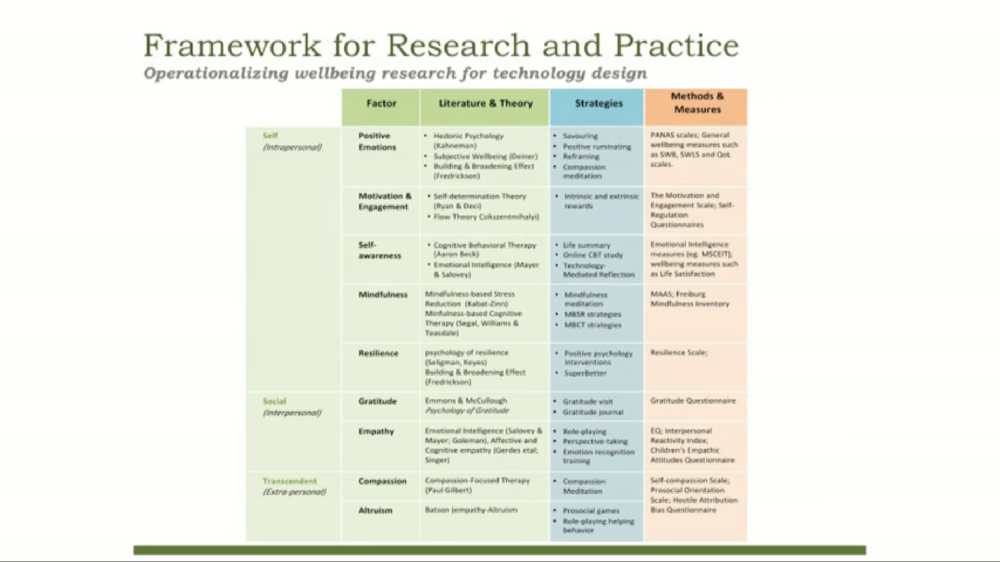 Framework for Research and Practice
Operationalizing wellbeing research for technology design
Factor
Literature & Theory
Strategies
Methods &
Measures
Self
(Intrapersonal)
Positive
Emotions
• Hedonic Psychology
(Kahneman)
• Subjective Wellbeing (Deiner)
• Building & Broadening Effect
(Fredrickson)
• Savouring
• Positive ruminating
• Reframing
• Compassion
meditation
PANAS scales; General
wellbeing measures such
as SWB, SWLS and QoL
scales.
Motivation &
Engagement
• Self-determination Theory
(Ryan & Deci)
• Flow Theory Csikszentmihalyi)
• Intrinsic and extrinsic
rewards
The Motivation and
Engagement Scale; Self-
Regulation
Questionnaires
Self-
awareness
• Cognitive Behavioral Therapy
(Aaron Beck)
• Emotional Intelligence (Mayer
& Salovey)
• Life summary
• Online CBT study
• Technology-
Mediated Reflection
Emotional Intelligence
measures (eg. MSCEIT);
wellbeing measures such
as Life Satisfaction
Mindfulness
Mindfulness-based Stress
Reduction (Kabat-Zinn)
Minfulness-based Cognitive
Therapy (Segal, Williams &
Teasdale)
• Mindfulness
meditation
• MBSR strategies
• MBCT strategies
MAAS; Freiburg
Mindfulness Inventory
Resilience
psychology of resilience
(Seligman, Keyes)
Building & Broadening Effect
(Fredrickson)
• Positive psychology
interventions
• SuperBetter
Resilience Scale;
Social
(Interpersonal)
Gratitude
Emmons & McCullough
Psychology of Gratitude
• Gratitude visit
• Gratitude journal
Gratitude Questionnaire
Empathy
Emotional Intelligence (Salovey &
Mayer; Goleman), Affective and
Cognitive empathy (Gerdes etal;
Singer)
• Role-playing
• Perspective-taking
• Emotion recognition
training
EQ; Interpersonal
Reactivity Index;
Children's Empathic
Attitudes Questionnaire
Transcendent
(Extra-personal)
Compassion
Compassion-Focused Therapy
(Paul Gilbert)
• Compassion
Meditation
Self-compassion Scale;
Prosocial Orientation
Scale; Hostile Attribution
Bias Questionnaire
Altruism
Batson (empathy-Altruism
• Prosocial games
• Role-playing helping
behavior